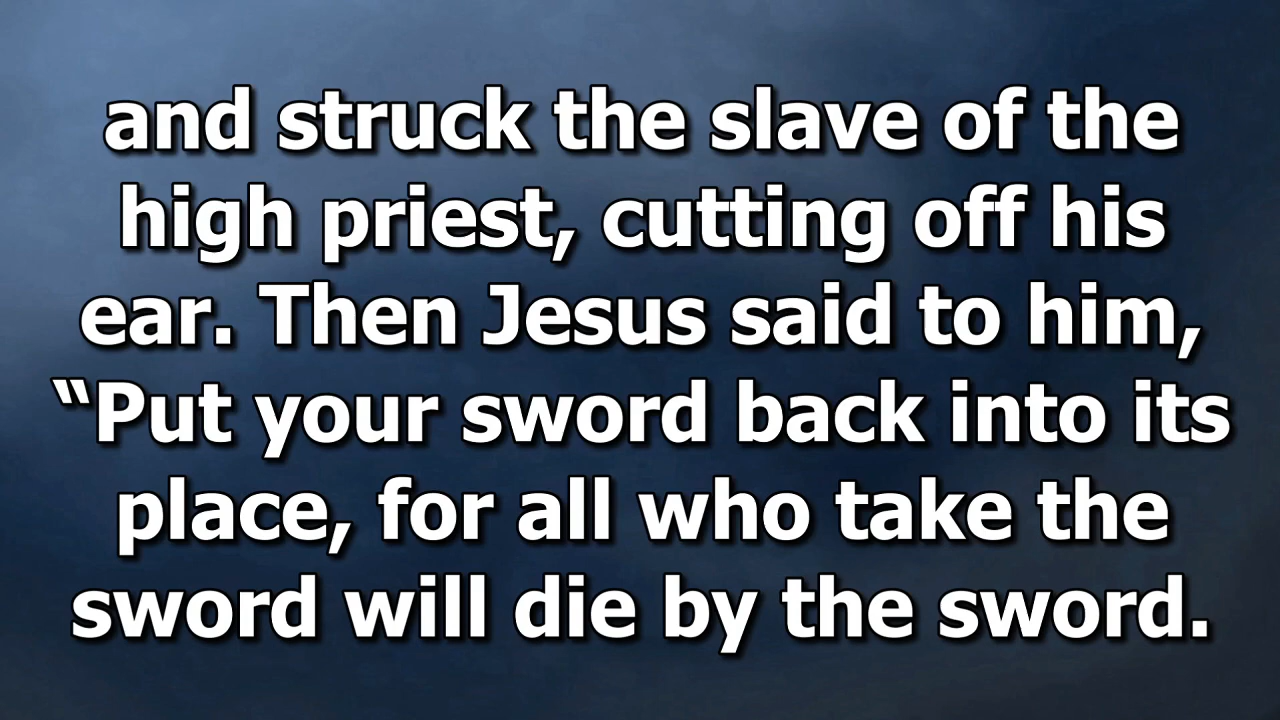 and struck the slave of the
high priest, cutting off his
ear. Then Jesus said to him,
“Put your sword back into its
place, for all who take the
sword will die by the sword.